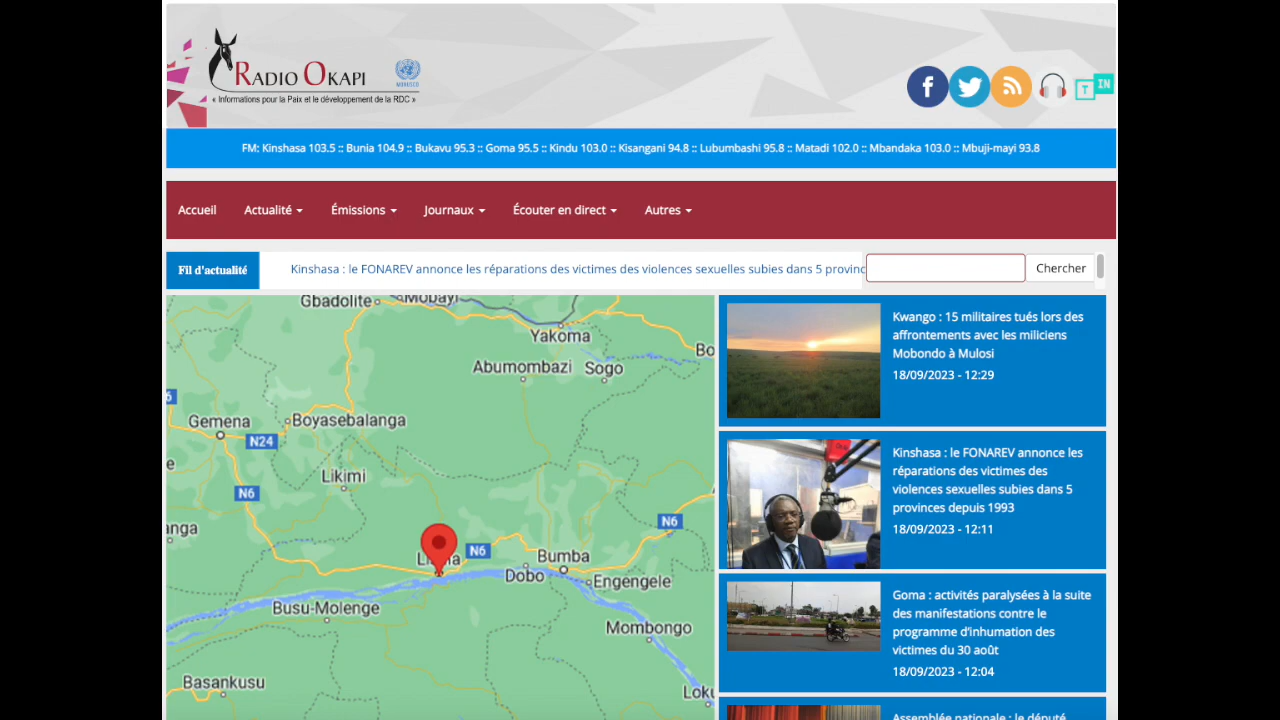 RADIO OKAPI
MONUSCO
« Informations pour la Paix et le développement de la RDC »
f
T IN
FM: Kinshasa 103.5 :: Bunia 104.9 :: Bukavu 95.3 :: Goma 95.5 :: Kindu 103.0 :: Kisangani 94.8 :: Lubumbashi 95.8 :: Matadi 102.0 :: Mbandaka 103.0 :: Mbuji-mayi 93.8
Accueil Actualité Émissions Journaux Écouter en direct Autres
Fil d'actualité
Kinshasa : le FONAREV annonce les réparations des victimes des violences sexuelles subies dans 5 provinc
Chercher
Gbadolite
Mobayi
Yakoma
Bo
Abumombazi
Sogo
6
Gemena
Boyasebalanga
N24
e
Likimi
N6
anga
N6
N6
Bumba
Dobo
Engengele
Busu-Molenge
Mombongo
Basankusu
Loku
Kwango : 15 militaires tués lors des
affrontements avec les miliciens
Mobondo à Mulosi
18/09/2023 - 12:29
Kinshasa : le FONAREV annonce les
réparations des victimes des
violences sexuelles subies dans 5
provinces depuis 1993
18/09/2023 - 12:11
Goma : activités paralysées à la suite
des manifestations contre le
programme d'inhumation des
victimes du 30 août
18/09/2023 - 12:04
Assemblée nationale : le député